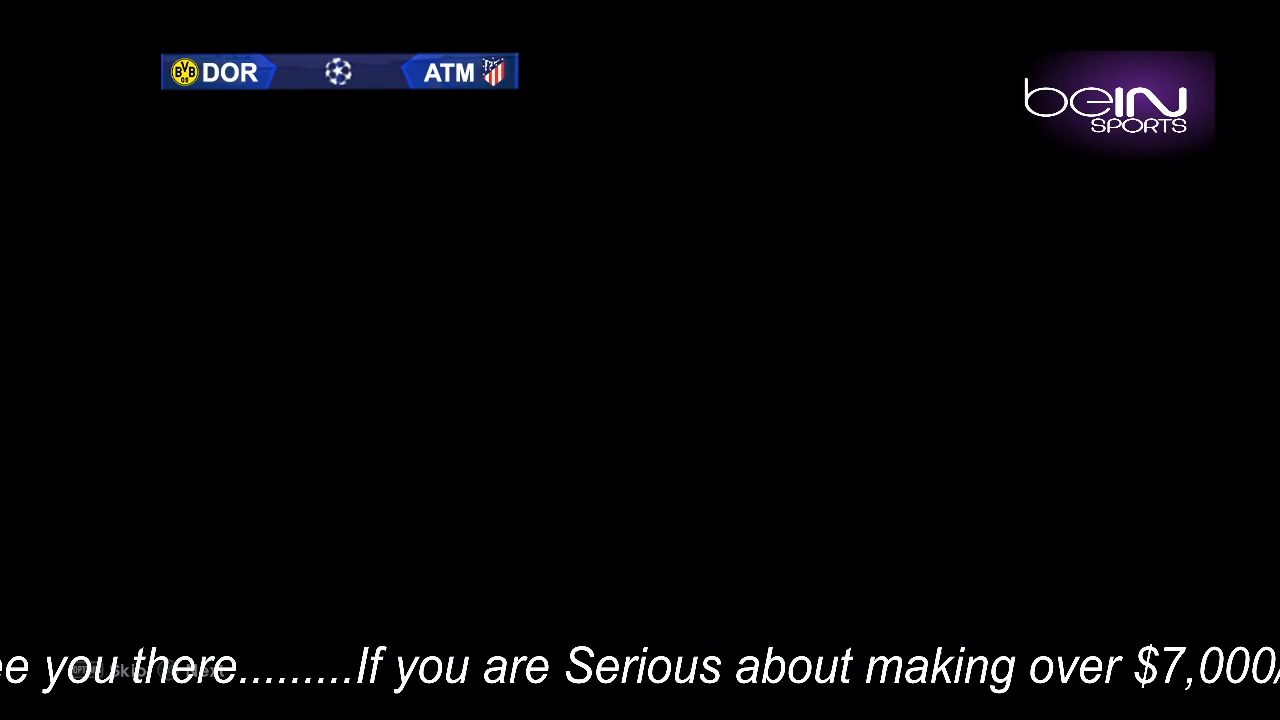 DOR ATM
beIN
SPORTS
ee you there.........If you are Serious about making over $7,000/